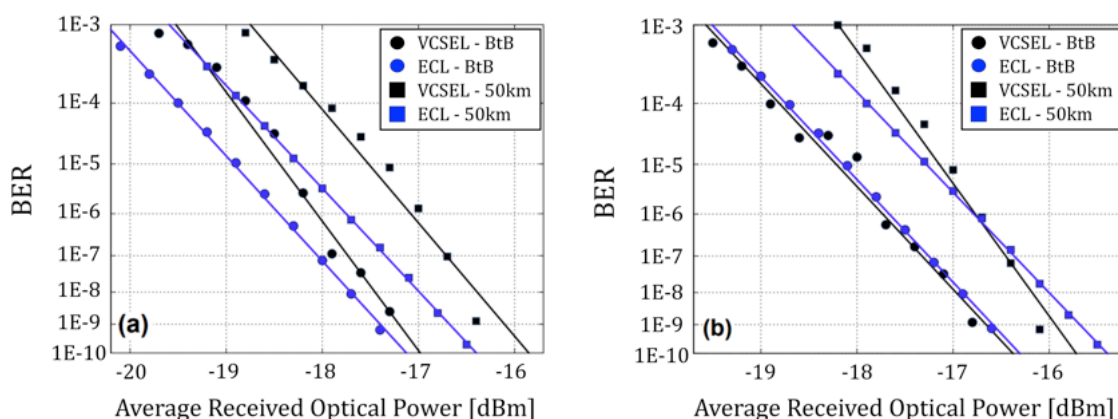 1E-3
1E-4
1E-5
1E-6
1E-7
1E-8
1E-9
1E-10
BER
VCSEL - BtB
ECL - BtB
VCSEL - 50km
ECL - 50km
(a)
-20
-19
-18
-17
-16
Average Received Optical Power [dBm]
1E-3
1E-4
1E-5
1E-6
1E-7
1E-8
1E-9
1E-10
BER
VCSEL - BtB
ECL - BtB
VCSEL - 50km
ECL - 50km
(b)
-19
-18
-17
-16
Average Received Optical Power [dBm]